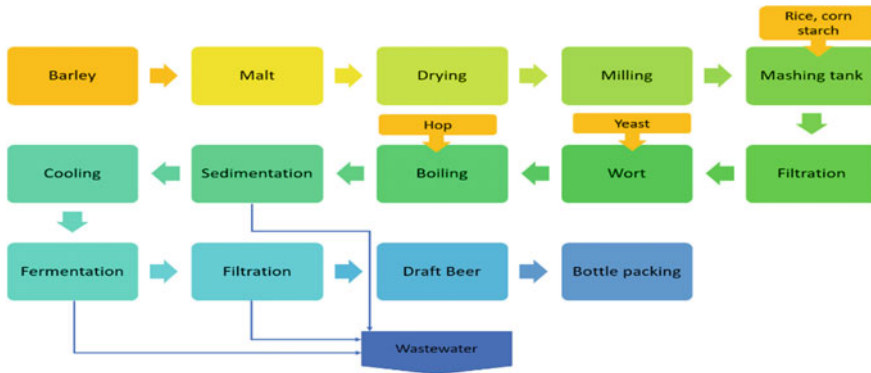 Rice, corn
starch
Barley
Malt
Drying
Milling
Mashing tank
Hop
Yeast
Cooling
Sedimentation
Boiling
Wort
Filtration
Fermentation
Filtration
Draft Beer
Bottle packing
Wastewater